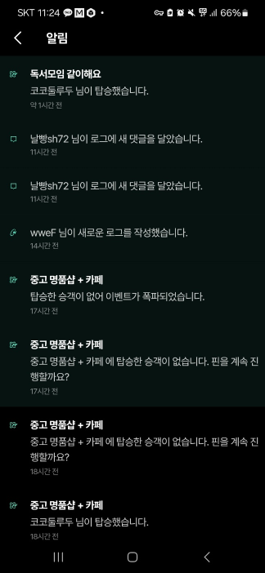 SKT 11:24
66%
알림
독서모임 같이해요
코코둘루두 님이 탑승했습니다.
약 1시간 전
날빵sh72 님이 로그에 새 댓글을 달았습니다.
11시간 전
날빵sh72 님이 로그에 새 댓글을 달았습니다.
11시간 전
wweF 님이 새로운 로그를 작성했습니다.
14시간 전
중고 명품샵 + 카페
탑승한 승객이 없어 이벤트가 폭파되었습니다.
17시간 전
중고 명품샵 + 카페
중고 명품샵 + 카페 에 탑승한 승객이 없습니다. 핀을 계속 진
행할까요?
17시간 전
중고 명품샵 + 카페
중고 명품샵 + 카페 에 탑승한 승객이 없습니다. 핀을 계속 진
행할까요?
18시간 전
중고 명품샵 + 카페
코코둘루두 님이 탑승했습니다.
18시간 전